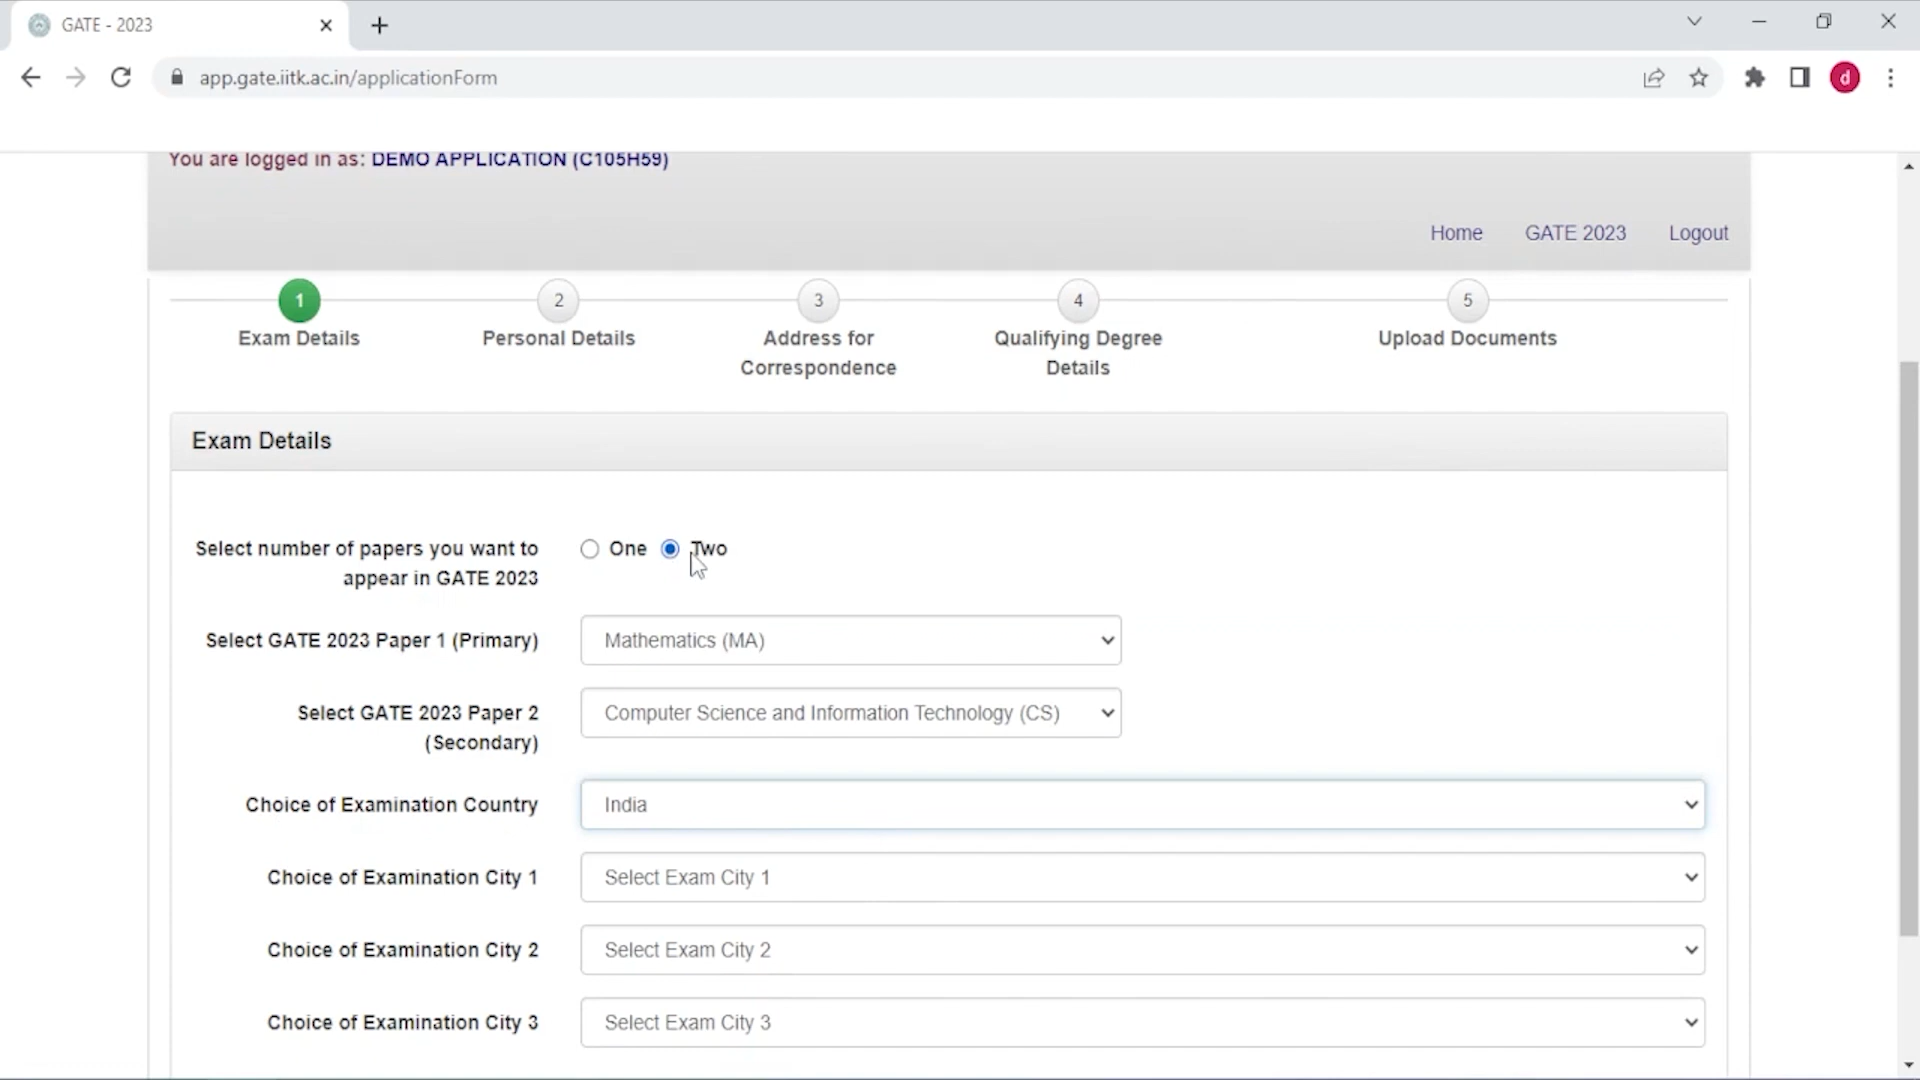 GATE - 2023
app.gate.iitk.ac.in/applicationForm
d
You are logged in as: DEMO APPLICATION (C105H59)
Home GATE 2023 Logout
1 2 3 4 5
Exam Details Personal Details Address for Qualifying Degree Upload Documents
Correspondence Details
Exam Details
Select number of papers you want to One Two
appear in GATE 2023
Select GATE 2023 Paper 1 (Primary) Mathematics (MA)
Select GATE 2023 Paper 2 Computer Science and Information Technology (CS)
(Secondary)
Choice of Examination Country India
Choice of Examination City 1 Select Exam City 1
Choice of Examination City 2 Select Exam City 2
Choice of Examination City 3 Select Exam City 3